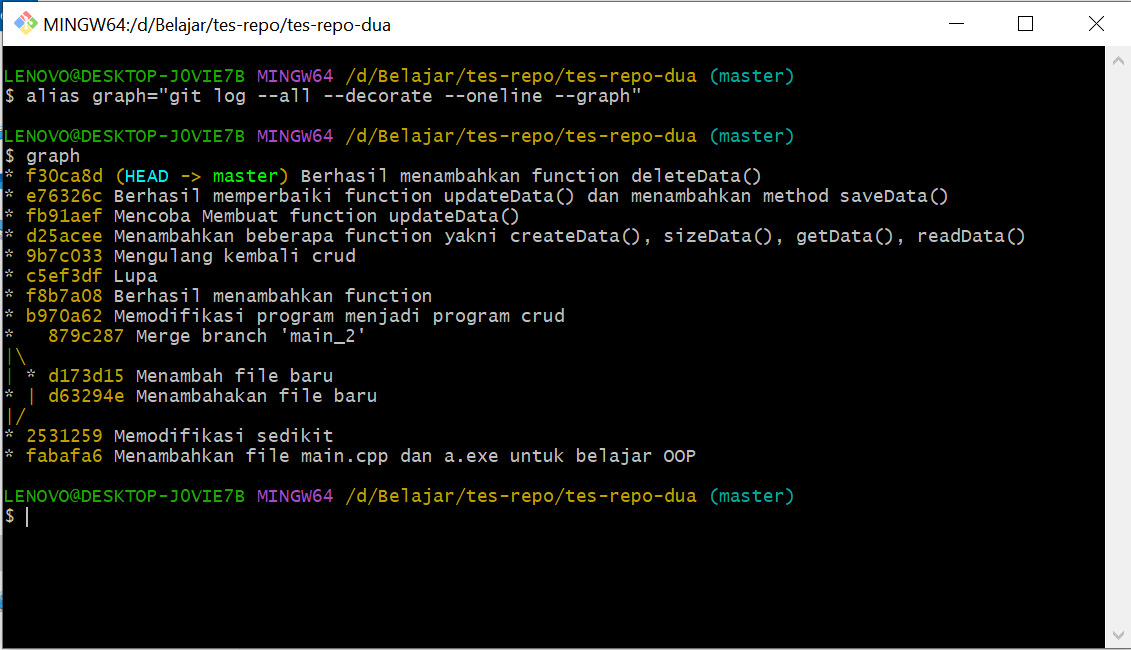 MINGW64:/d/Belajar/tes-repo/tes-repo-dua
LENOVO@DESKTOP-J0VIE7B MINGW64 /d/Belajar/tes-repo/tes-repo-dua (master)
$ alias graph="git log --all --decorate --oneline --graph"
LENOVO@DESKTOP-J0VIE7B MINGW64 /d/Belajar/tes-repo/tes-repo-dua (master)
$ graph
* f30ca8d (HEAD -> master) Berhasil menambahkan function deleteData()
* e76326c Berhasil memperbaiki function updateData() dan menambahkan method saveData()
* fb91aef Mencoba Membuat function updateData()
* d25acee Menambahkan beberapa function yakni createData(), sizeData(), getData(), readData()
* 9b7c033 Mengulang kembali crud
* c5ef3df Lupa
* f8b7a08 Berhasil menambahkan function
* b970a62 Memodifikasi program menjadi program crud
*   879c287 Merge branch 'main_2'
|\
| * d173d15 Menambah file baru
* | d63294e Menambahakan file baru
|/
* 2531259 Memodifikasi sedikit
* fabafa6 Menambahkan file main.cpp dan a.exe untuk belajar OOP
LENOVO@DESKTOP-J0VIE7B MINGW64 /d/Belajar/tes-repo/tes-repo-dua (master)
$